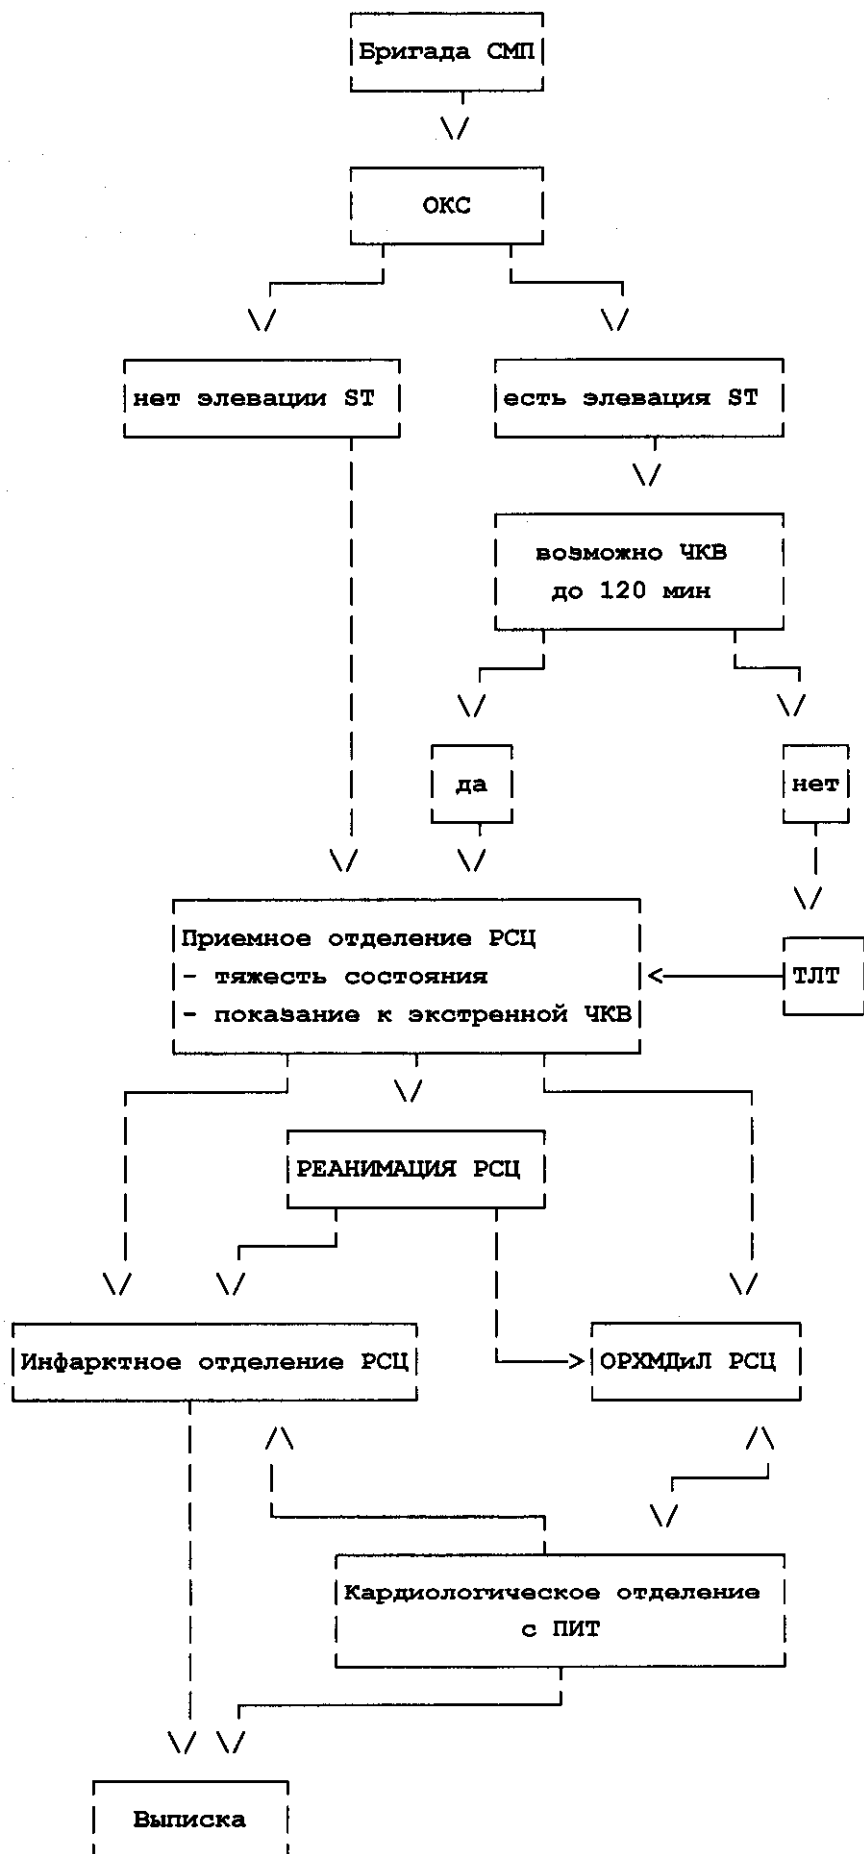 Бригада СМП
ОКС
нет элевации ST
есть элевация ST
возможно ЧКВ
до 120 мин
да
нет
Приемное отделение РСЦ
- тяжесть состояния
- показание к экстренной ЧКВ
ТЛТ
РЕАНИМАЦИЯ РСЦ
Инфарктное отделение РСЦ
ОРХМДиЛ РСЦ
Кардиологическое отделение
с ПИТ
Выписка